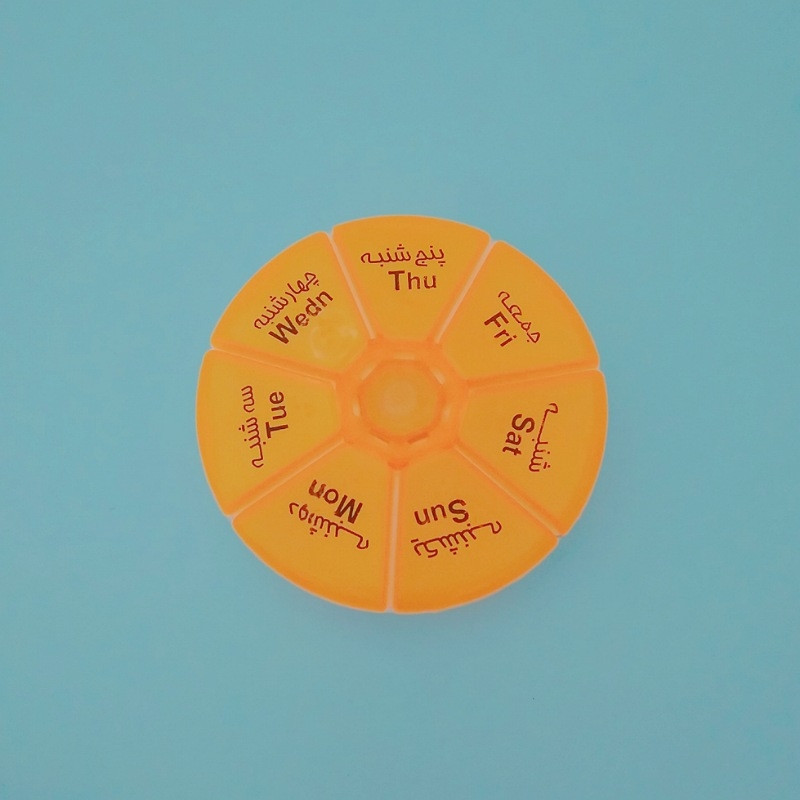 پنج شنبه
Thu
جمعه
Fri
شنبه
Sat
یکشنبه
Sun
دوشنبه
Mon
سه شنبه
Tue
چهارشنبه
Wedn